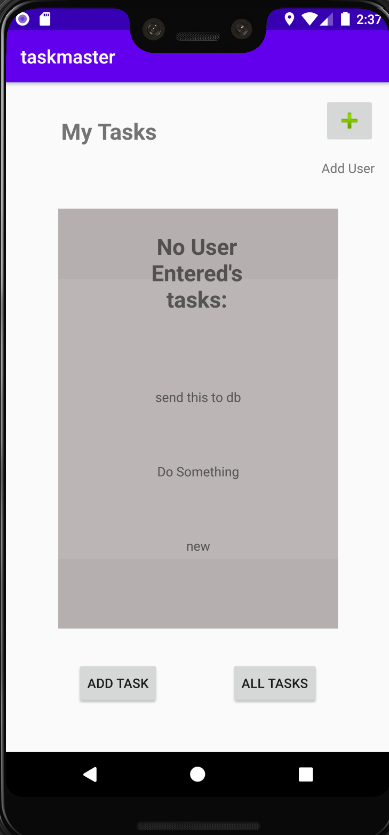 2:37
taskmaster
My Tasks
Add User
No User
Entered's
tasks:
send this to db
Do Something
new
ADD TASK
ALL TASKS